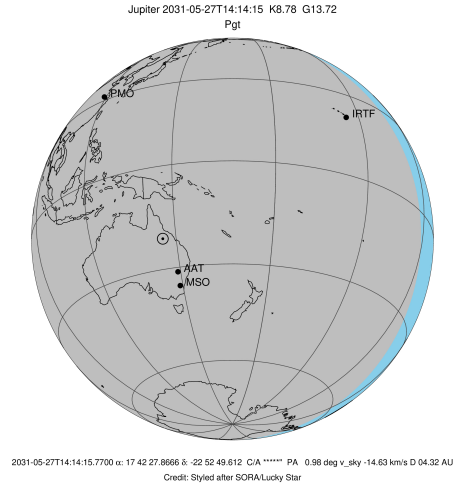 Jupiter 2031-05-27T14:14:15 K8.78 G13.72
Pgt
PMO
IRTF
AAT
MSO
2031-05-27T14:14:15.7700 α: 17 42 27.8666 δ: -22 52 49.612 C/A *****" PA 0.98 deg v_sky -14.63 km/s D 04.32 AU
Credit: Styled after SORA/Lucky Star